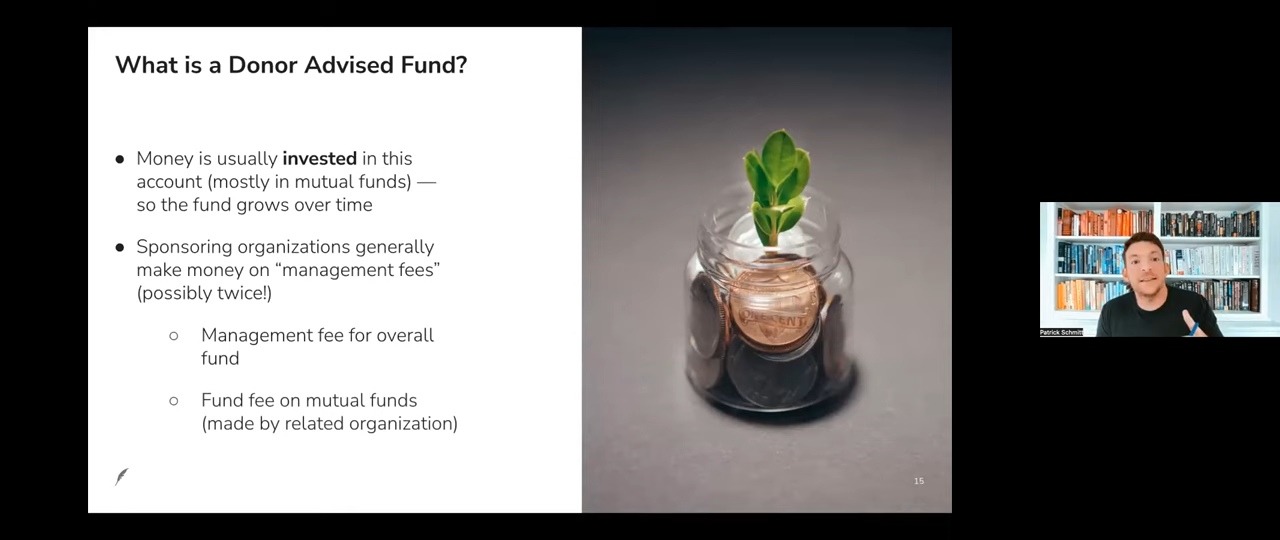 What is a Donor Advised Fund?
● Money is usually invested in this
account (mostly in mutual funds) —
so the fund grows over time
● Sponsoring organizations generally
make money on “management fees”
(possibly twice!)
○ Management fee for overall
fund
○ Fund fee on mutual funds
(made by related organization)
15